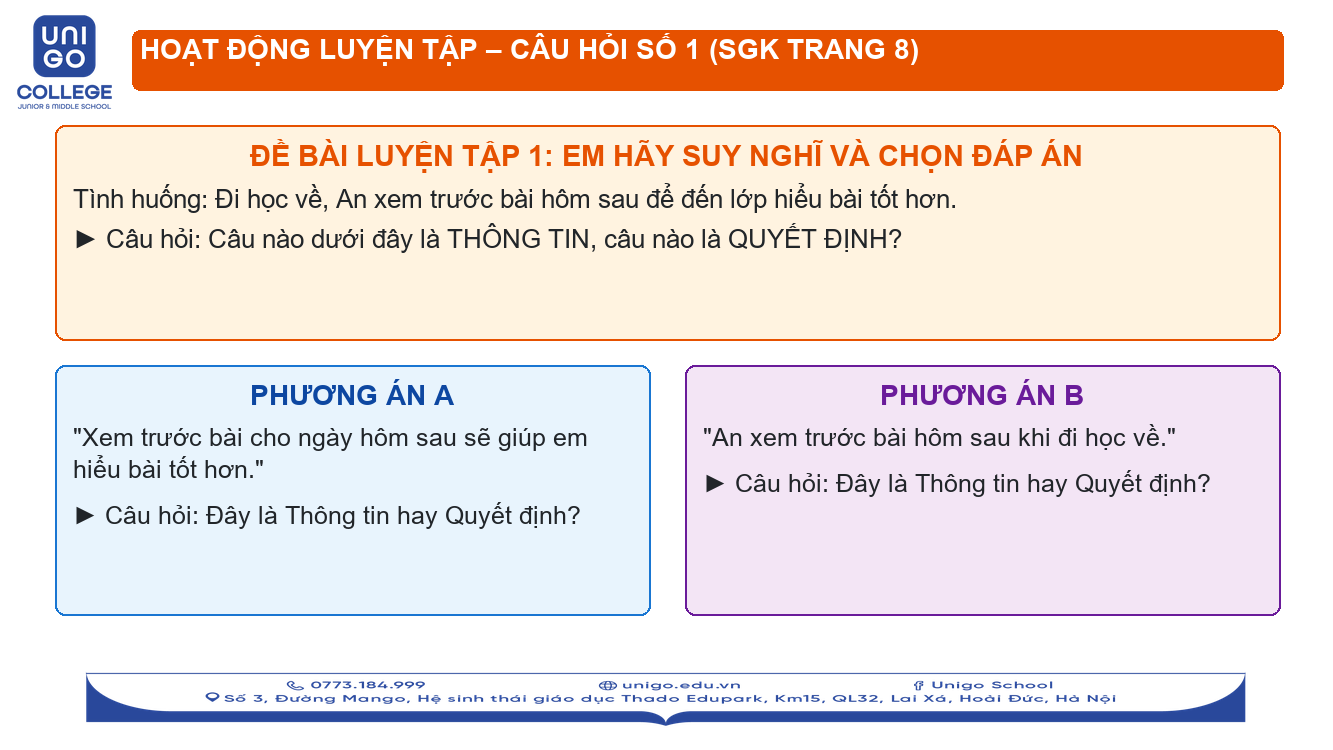 UNI
GO
COLLEGE
JUNIOR & MIDDLE SCHOOL
HOẠT ĐỘNG LUYỆN TẬP – CÂU HỎI SỐ 1 (SGK TRANG 8)
ĐỀ BÀI LUYỆN TẬP 1: EM HÃY SUY NGHĨ VÀ CHỌN ĐÁP ÁN
Tình huống: Đi học về, An xem trước bài hôm sau để đến lớp hiểu bài tốt hơn.
► Câu hỏi: Câu nào dưới đây là THÔNG TIN, câu nào là QUYẾT ĐỊNH?
PHƯƠNG ÁN A
"Xem trước bài cho ngày hôm sau sẽ giúp em
hiểu bài tốt hơn."
► Câu hỏi: Đây là Thông tin hay Quyết định?
PHƯƠNG ÁN B
"An xem trước bài hôm sau khi đi học về."
► Câu hỏi: Đây là Thông tin hay Quyết định?
0773.184.999
unigo.edu.vn
Unigo School
Số 3, Đường Mango, Hệ sinh thái giáo dục Thado Edupark, Km15, QL32, Lai Xá, Hoài Đức, Hà Nội